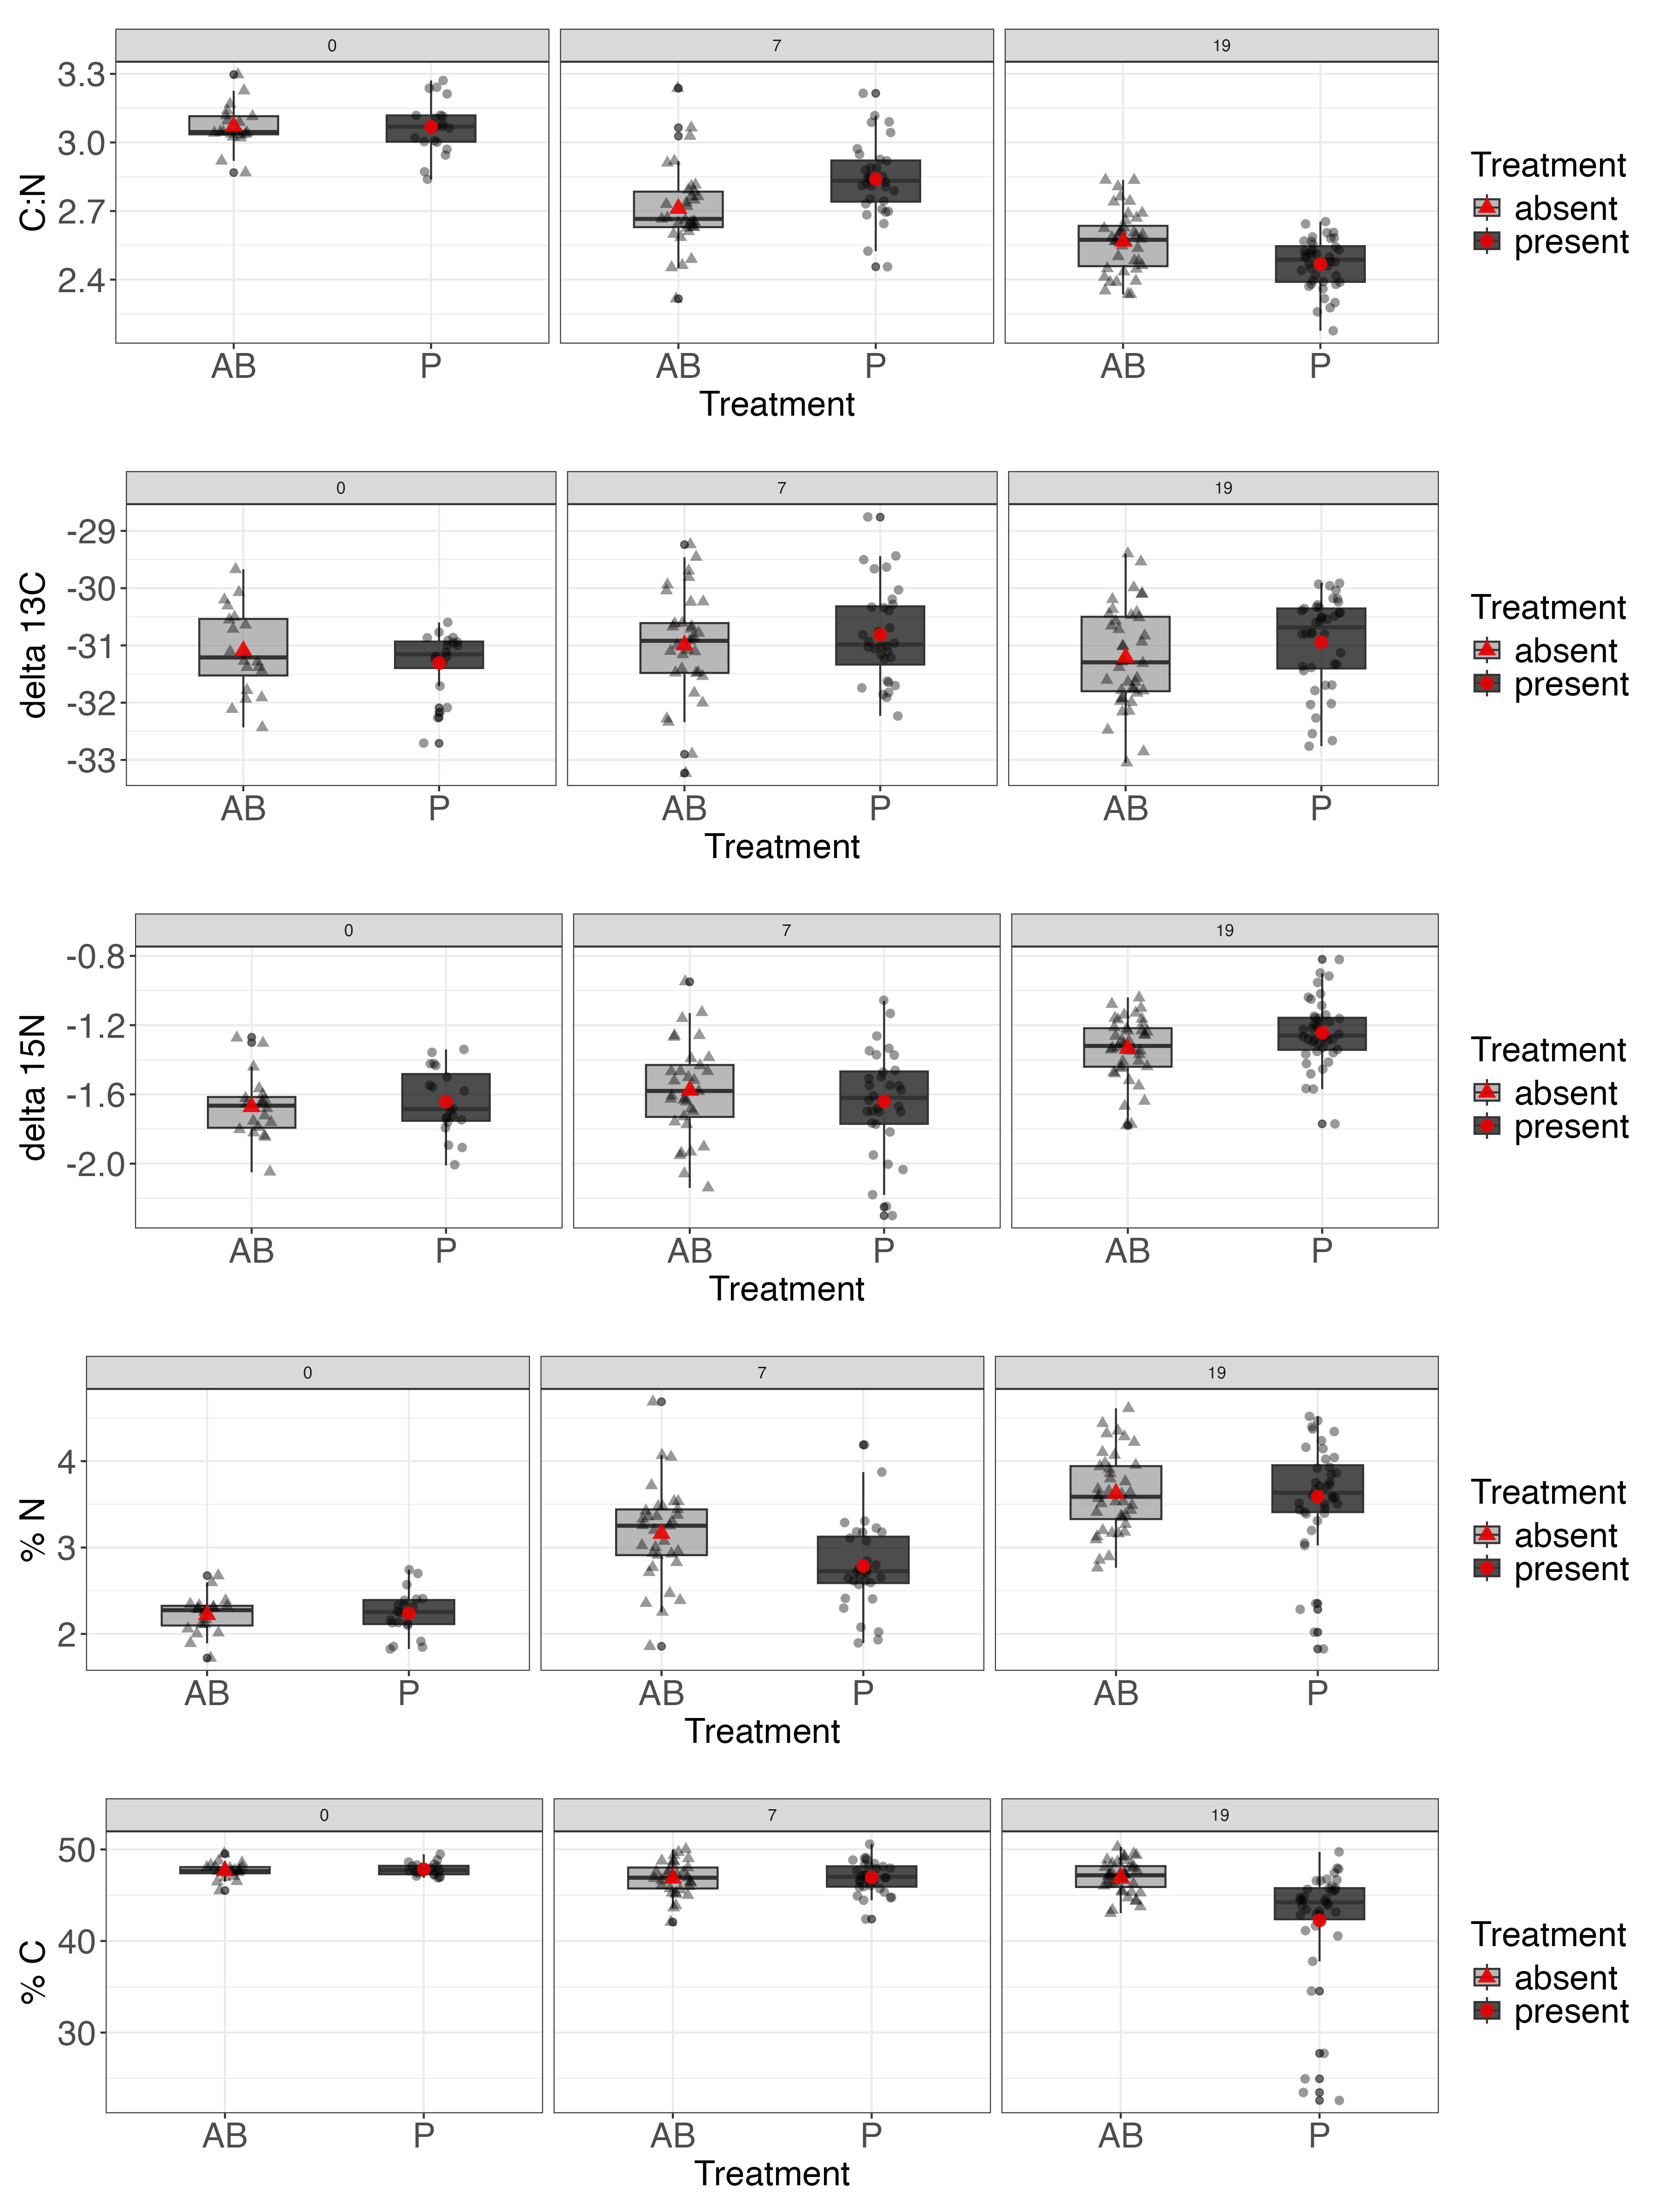 0 7 19
3.3
3.0
2.7
2.4
C:N
AB P AB P AB P
Treatment
Treatment
absent
present
0 7 19
-29
-30
-31
-32
-33
delta 13C
AB P AB P AB P
Treatment
Treatment
absent
present
0 7 19
-0.8
-1.2
-1.6
-2.0
delta 15N
AB P AB P AB P
Treatment
Treatment
absent
present
0 7 19
4
3
2
% N
AB P AB P AB P
Treatment
Treatment
absent
present
0 7 19
50
40
30
% C
AB P AB P AB P
Treatment
Treatment
absent
present